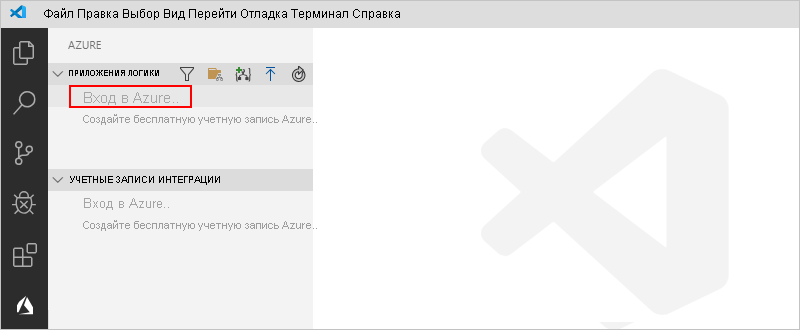 Файл Правка Выбор Вид Перейти Отладка Терминал Справка
AZURE
ПРИЛОЖЕНИЯ ЛОГИКИ
Вход в Azure..
Создайте бесплатную учетную запись Azure..
УЧЕТНЫЕ ЗАПИСИ ИНТЕГРАЦИИ
Вход в Azure..
Создайте бесплатную учетную запись Azure..